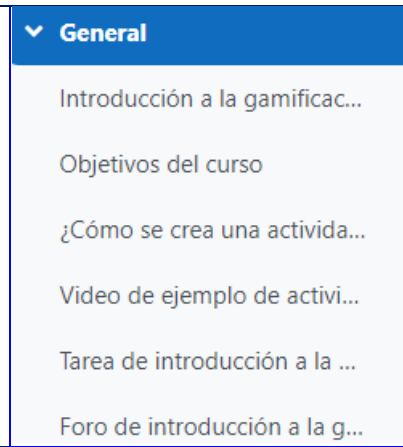 General
Introducción a la gamificac...
Objetivos del curso
¿Cómo se crea una activida...
Video de ejemplo de activi...
Tarea de introducción a la ...
Foro de introducción a la g...